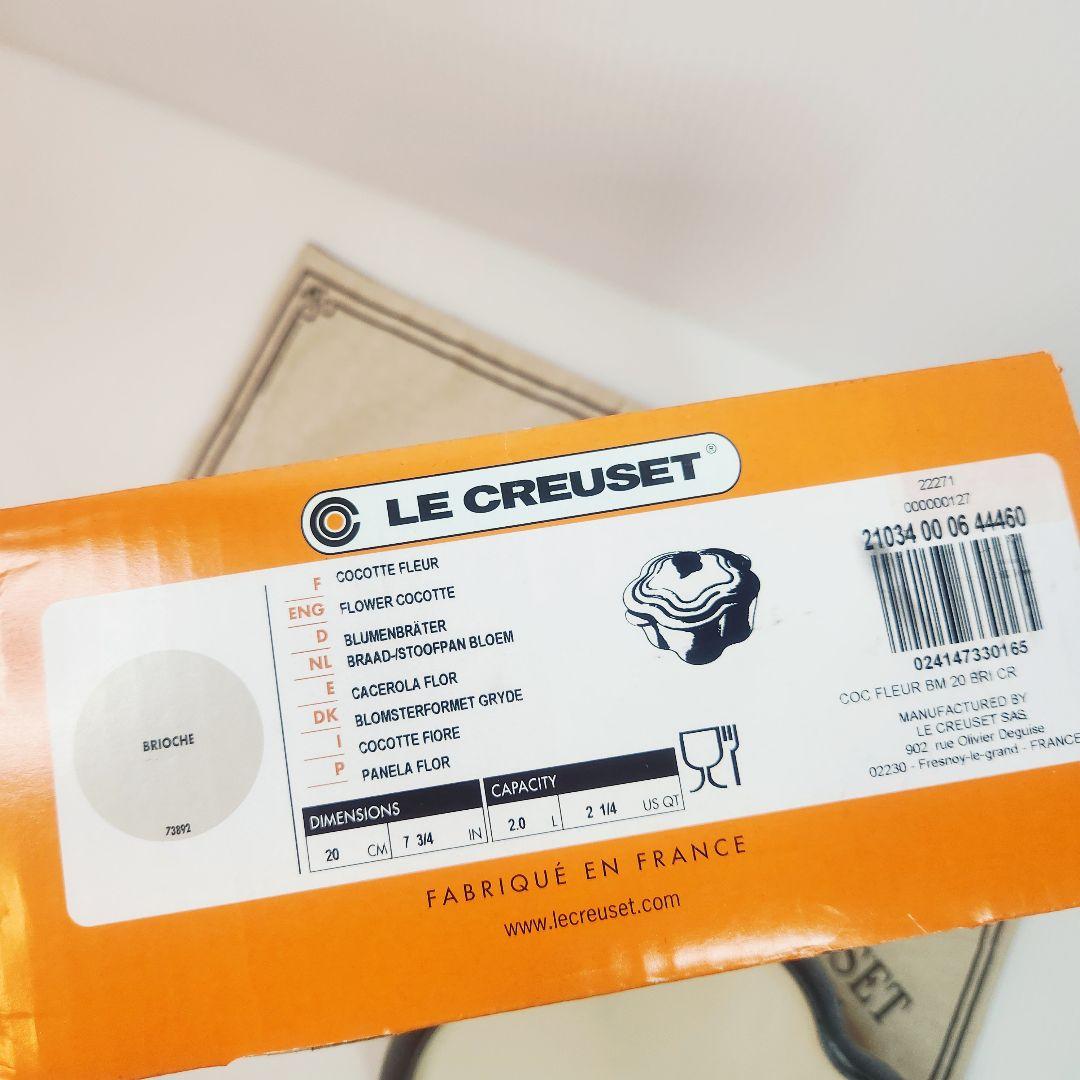 LE CREUSET®
F COCOTTE FLEUR
ENG FLOWER COCOTTE
D BLUMENBRÄTER
NL BRAAD-/STOOFPAN BLOEM
E CACEROLA FLOR
DK BLOMSTERFORMET GRYDE
I COCOTTE FIORE
P PANELA FLOR
BRIOCHE
73892
DIMENSIONS
20 CM 7 3/4 IN
CAPACITY
2.0 L 2 1/4 US QT
22271
000000127
21034 00 06 44460
024147330165
COC FLEUR BM 20 BRI CR
MANUFACTURED BY
LE CREUSET SAS
902 rue Olivier Deguise
02230 - Fresnoy-le-grand - FRANCE
FABRIQUÉ EN FRANCE
www.lecreuset.com
SET